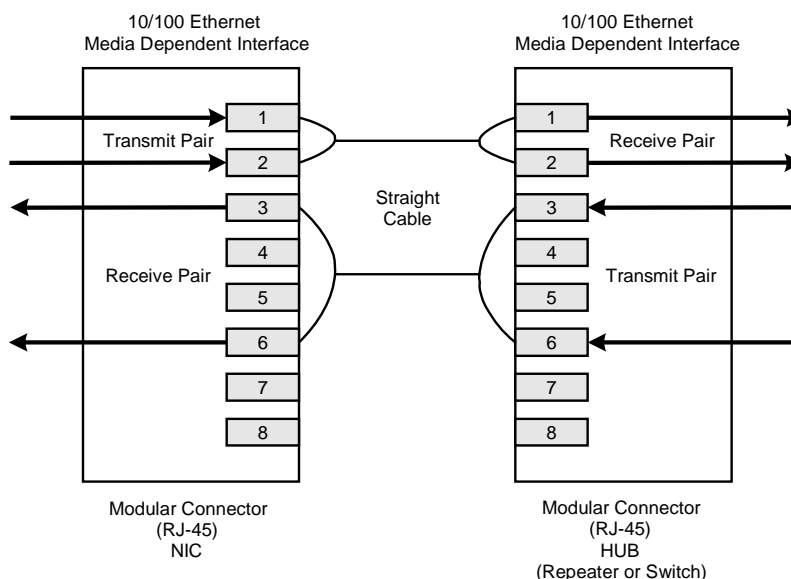 10/100 Ethernet
Media Dependent Interface
10/100 Ethernet
Media Dependent Interface
1
Transmit Pair
2
3
4
Receive Pair
5
6
7
8
Straight
Cable
1
Receive Pair
2
3
4
Transmit Pair
5
6
7
8
Modular Connector
(RJ-45)
NIC
Modular Connector
(RJ-45)
HUB
(Repeater or Switch)